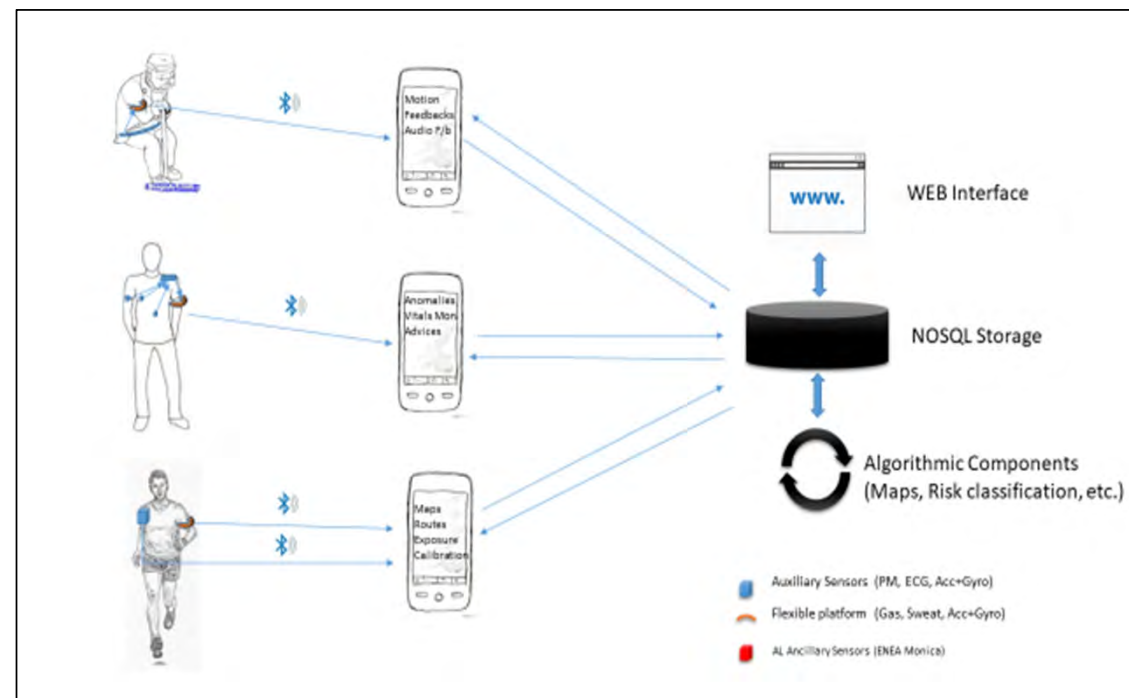 Motion
Feedbacks
Audio F/b
www.
WEB Interface
Anomalies
Vitals Mon.
Advices
NOSQL Storage
Algorithmic Components
(Maps, Risk classification, etc.)
Maps
Routes
Exposure
Calibration
Auxiliary Sensors (PM, ECG, Acc+Gyro)
Flexible platform (Gas, Sweat, Acc+Gyro)
AL Ancillary Sensors (ENEA Monica)